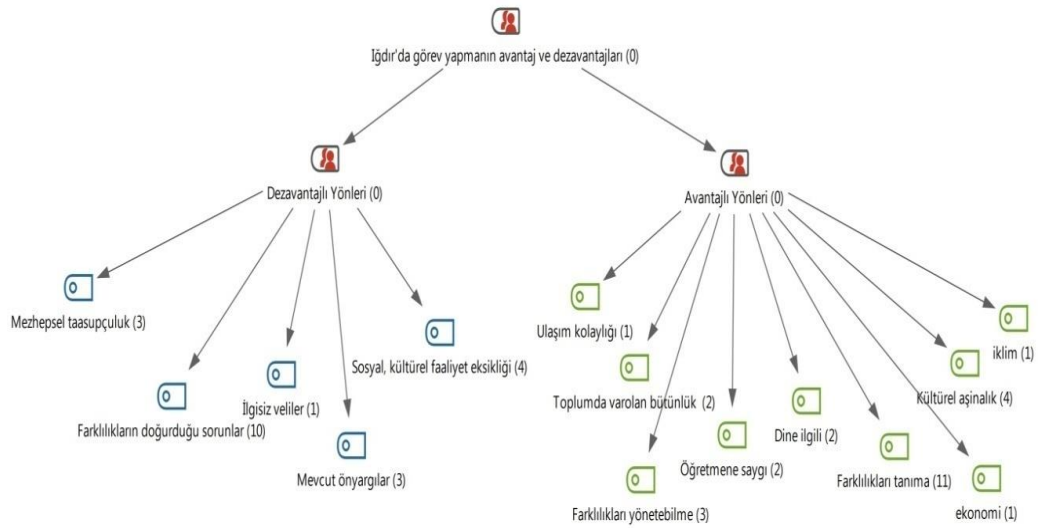 Iğdır'da görev yapmanın avantaj ve dezavantajları (0)
Dezavantajlı Yönleri (0)
Avantajlı Yönleri (0)
Mezhepsel taasupçuluk (3)
Farklılıkların doğurduğu sorunlar (10)
İlgisiz veliler (1)
Mevcut önyargılar (3)
Sosyal, kültürel faaliyet eksikliği (4)
Ulaşım kolaylığı (1)
Toplumda varolan bütünlük (2)
Farklılıkları yönetebilme (3)
Öğretmene saygı (2)
Dine ilgili (2)
Farklılıkları tanıma (11)
ekonomi (1)
Kültürel aşinalık (4)
iklim (1)